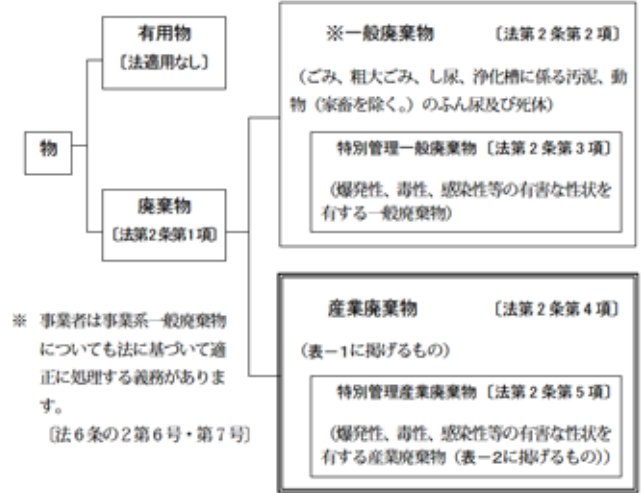 有用物
〔法適用なし〕
物
廃棄物
〔法第2条第1項〕
※ 事業者は事業系一般廃棄物
についても法に基づいて適
正に処理する義務がありま
す。
〔法6条の2第6号・第7号〕
※一般廃棄物 〔法第2条第2項〕
（ごみ、粗大ごみ、し尿、浄化槽に係る汚泥、動
物（家畜を除く。）のふん尿及び死体）
特別管理一般廃棄物〔法第2条第3項〕
（爆発性、毒性、感染性等の有害な性状を
有する一般廃棄物）
産業廃棄物 〔法第2条第4項〕
（表－1に掲げるもの）
特別管理産業廃棄物〔法第2条第5項〕
（爆発性、毒性、感染性等の有害な性状を
有する産業廃棄物（表－2に掲げるもの））